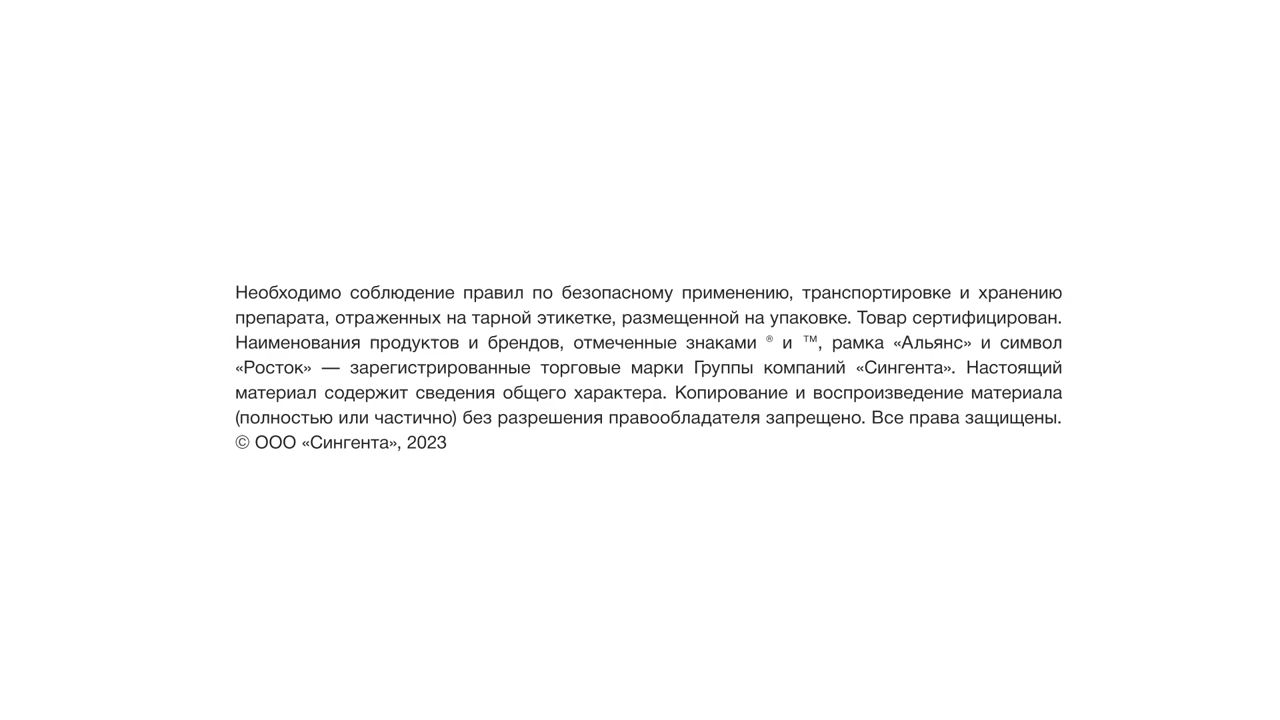 Необходимо соблюдение правил по безопасному применению, транспортировке и хранению
препарата, отраженных на тарной этикетке, размещенной на упаковке. Товар сертифицирован.
Наименования продуктов и брендов, отмеченные знаками ® и ™, рамка «Альянс» и символ
«Росток» — зарегистрированные торговые марки Группы компаний «Сингента». Настоящий
материал содержит сведения общего характера. Копирование и воспроизведение материала
(полностью или частично) без разрешения правообладателя запрещено. Все права защищены.
© ООО «Сингента», 2023